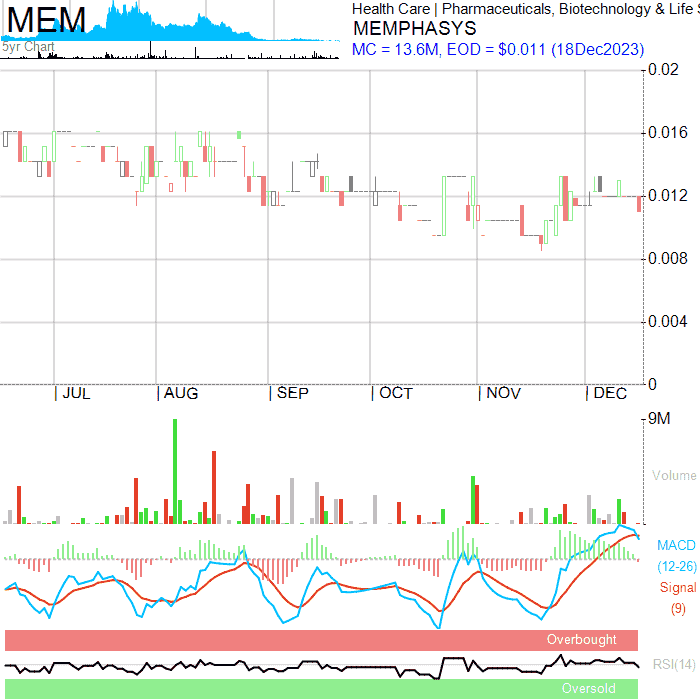 MEM
Health Care | Pharmaceuticals, Biotechnology & Life S
MEMPHASYS
5yr Chart
MC = 13.6M, EOD = $0.011 (18Dec2023)
0.02
0.016
0.012
0.008
0.004
0
| JUL | AUG | SEP | OCT | NOV | DEC
9M
Volume
MACD
(12-26)
Signal
(9)
Overbought
RSI(14)
Oversold